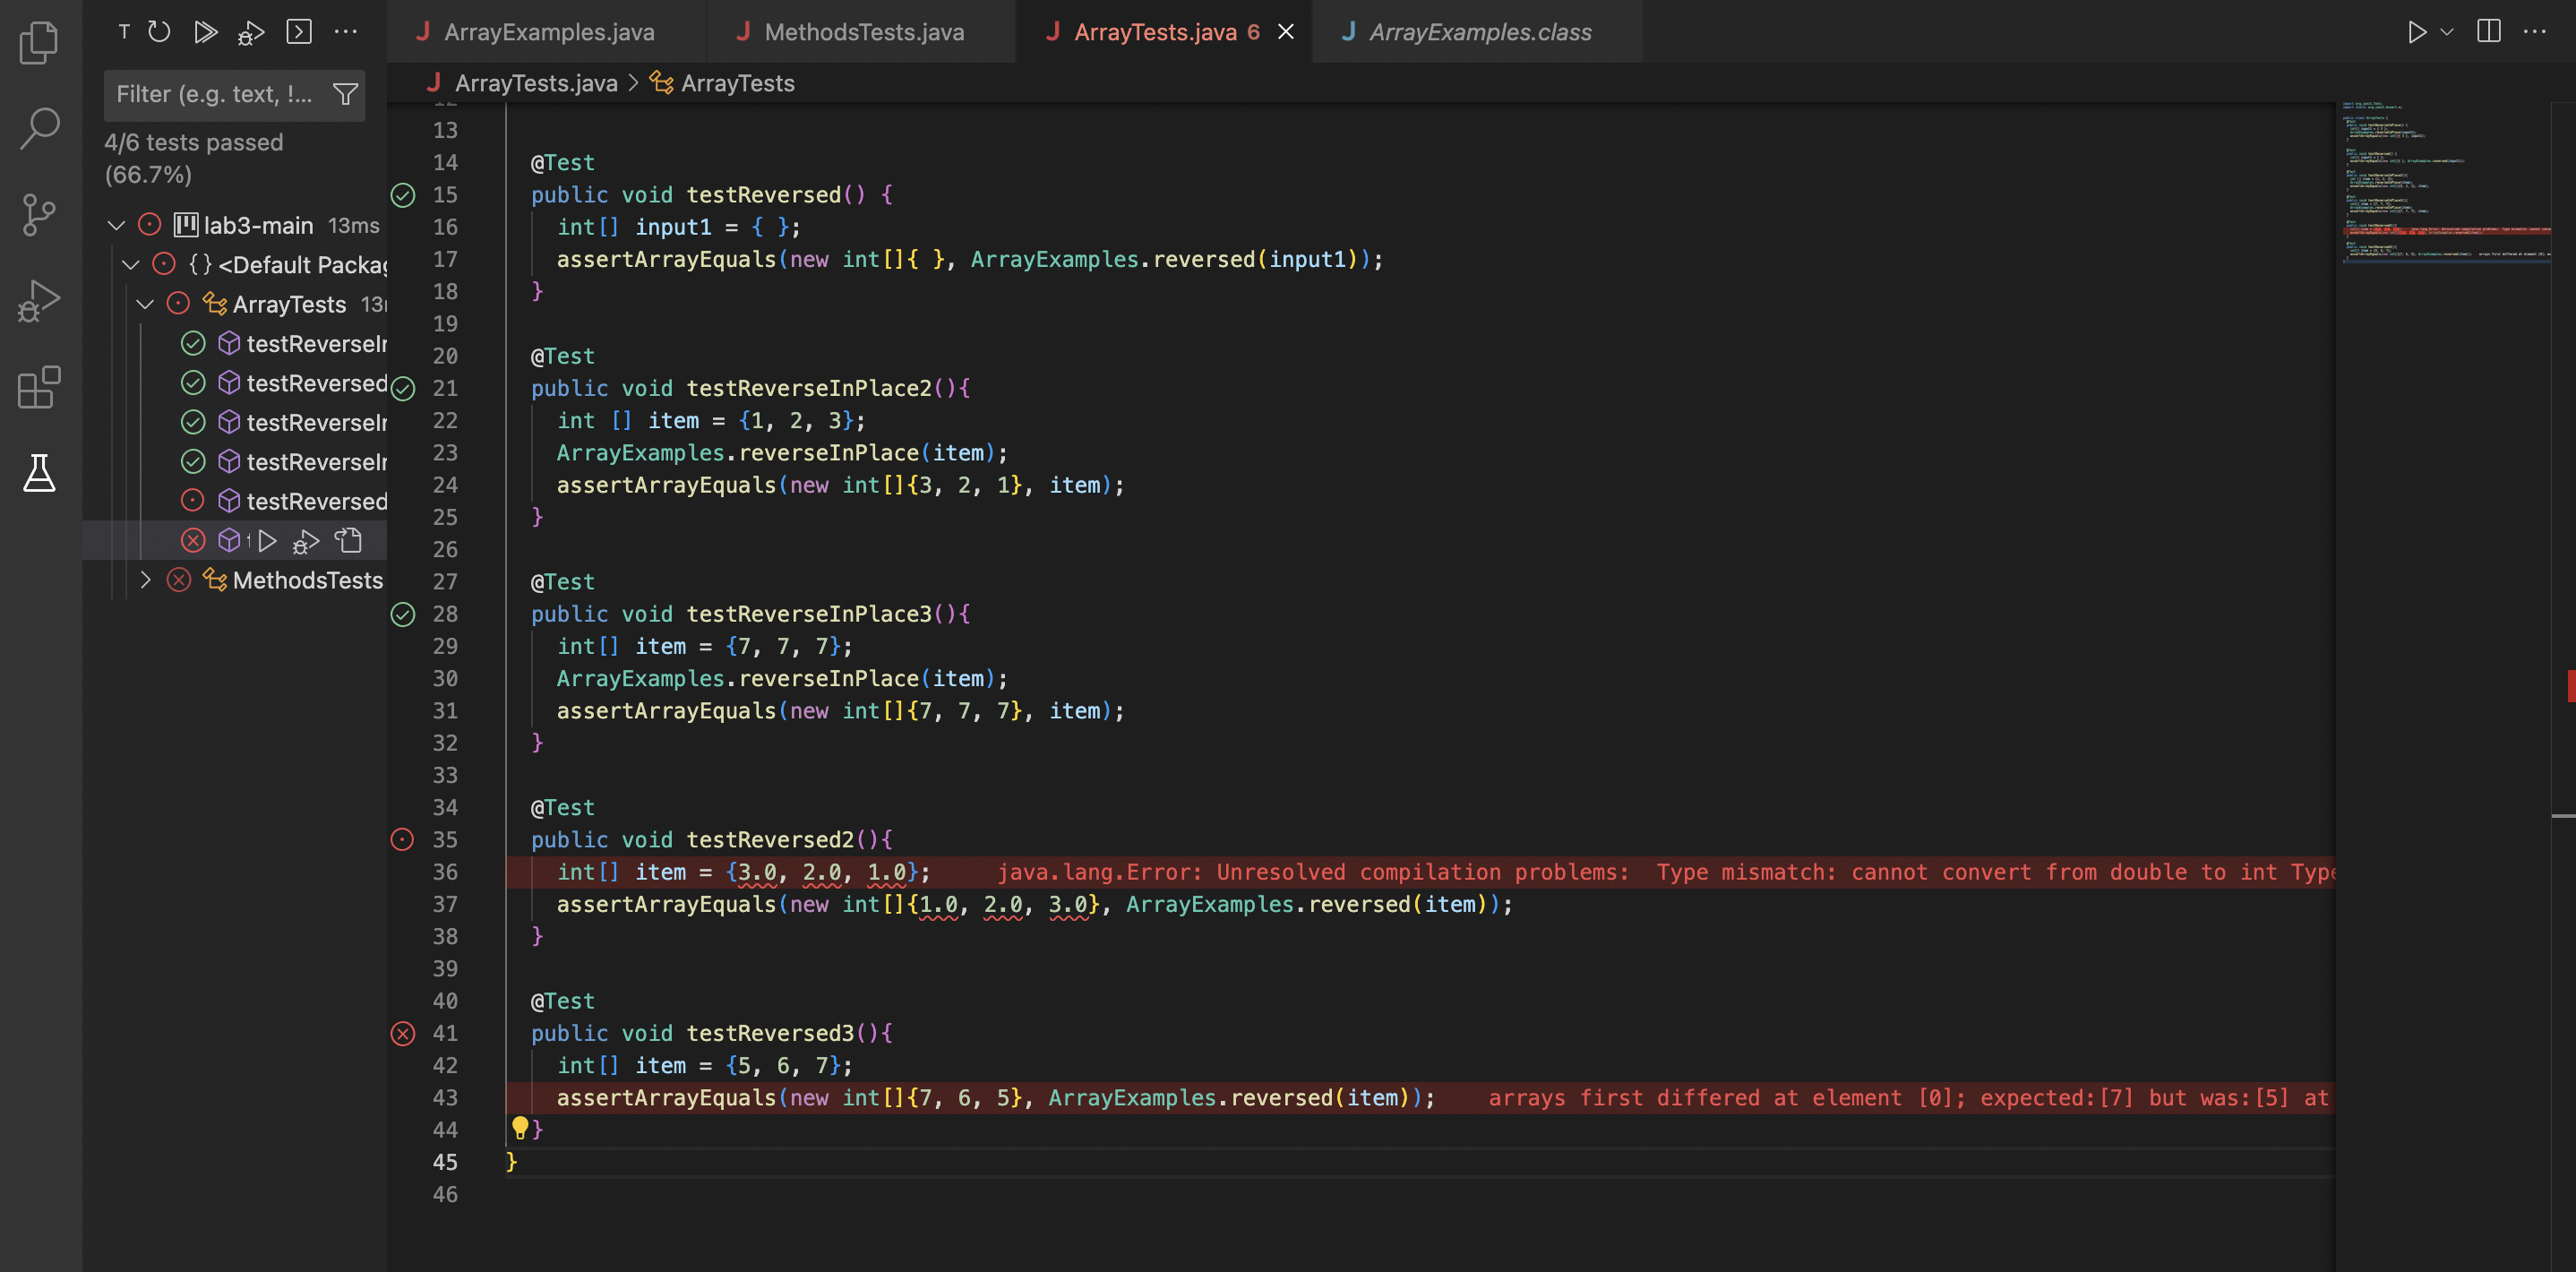 T
ArrayExamples.java
MethodsTests.java
ArrayTests.java 6
ArrayExamples.class
Filter (e.g. text, !...
4/6 tests passed
(66.7%)
lab3-main 13ms
{} <Default Packag
ArrayTests 13
testReverseI
testReversed
testReverseI
testReverseI
testReversed
MethodsTests
ArrayTests.java > ArrayTests
12
13
14 @Test
15 public void testReversed() {
16 int[] input1 = { };
17 assertArrayEquals(new int[]{ }, ArrayExamples.reversed(input1));
18 }
19
20 @Test
21 public void testReverseInPlace2(){
22 int [] item = {1, 2, 3};
23 ArrayExamples.reverseInPlace(item);
24 assertArrayEquals(new int[]{3, 2, 1}, item);
25 }
26
27 @Test
28 public void testReverseInPlace3(){
29 int[] item = {7, 7, 7};
30 ArrayExamples.reverseInPlace(item);
31 assertArrayEquals(new int[]{7, 7, 7}, item);
32 }
33
34 @Test
35 public void testReversed2(){
36 int[] item = {3.0, 2.0, 1.0}; java.lang.Error: Unresolved compilation problems: Type mismatch: cannot convert from double to int Type
37 assertArrayEquals(new int[]{1.0, 2.0, 3.0}, ArrayExamples.reversed(item));
38 }
39
40 @Test
41 public void testReversed3(){
42 int[] item = {5, 6, 7};
43 assertArrayEquals(new int[]{7, 6, 5}, ArrayExamples.reversed(item)); arrays first differed at element [0]; expected:[7] but was:[5] at
44 }
45 }
46